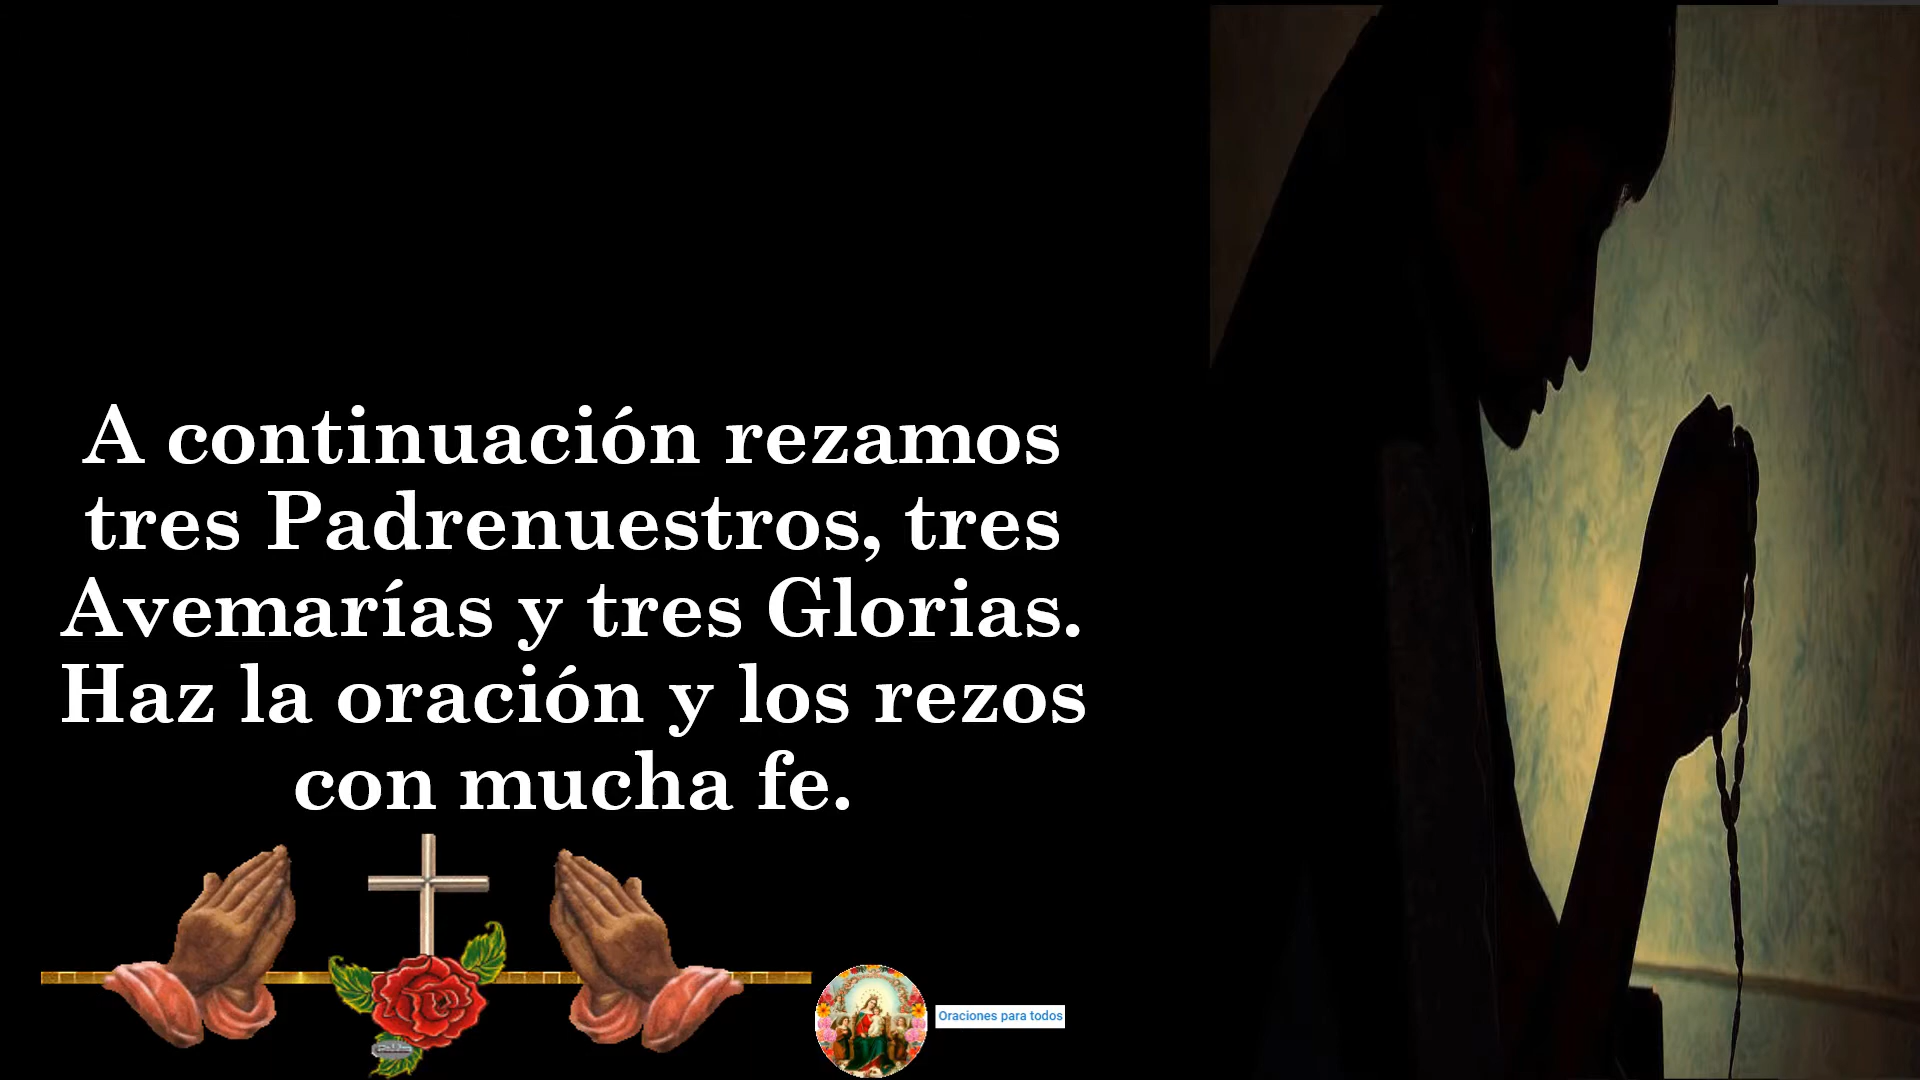 A continuación rezamos
tres Padrenuestros, tres
Avemarías y tres Glorias.
Haz la oración y los rezos
con mucha fe.
Oraciones para todos